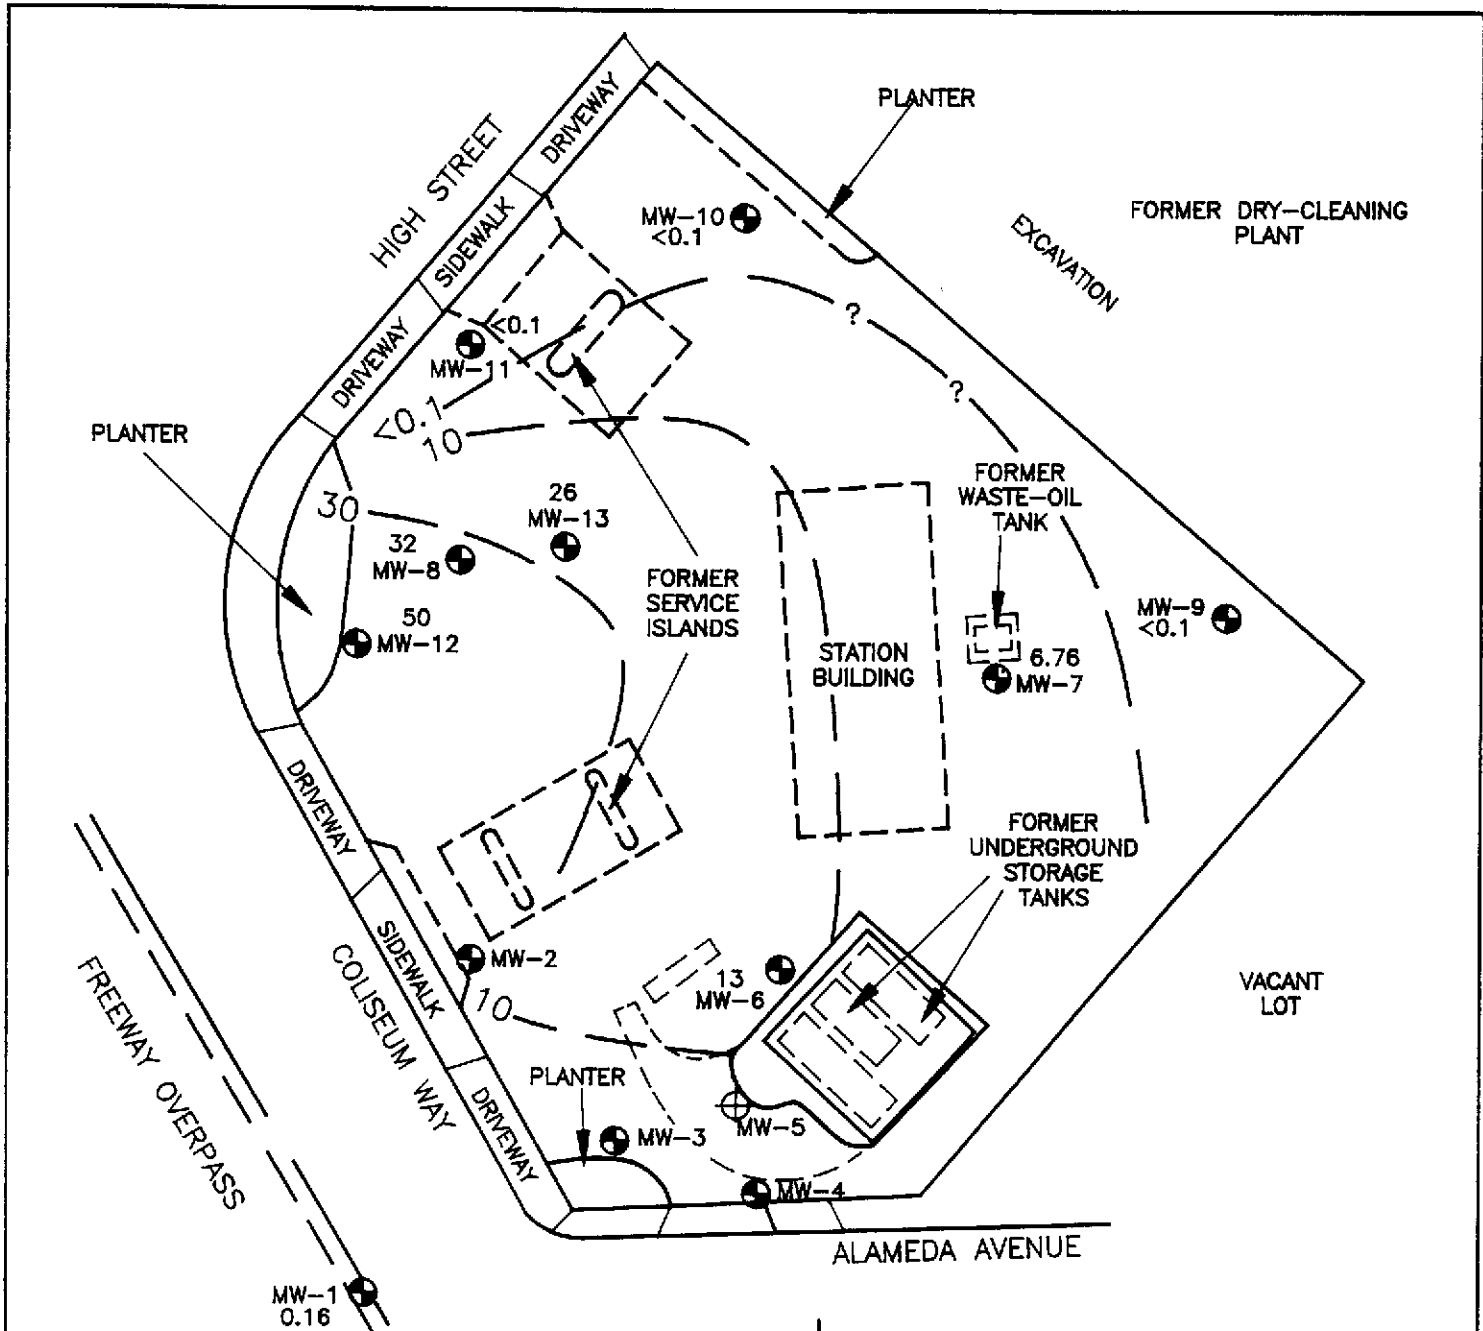 DRIVEWAY
PLANTER
HIGH STREET
SIDEWALK
MW-10
<0.1
EXCAVATION
FORMER DRY-CLEANING
PLANT
?
<0.1
MW-11
DRIVEWAY
?
<0.1
10
PLANTER
FORMER
WASTE-OIL
TANK
30
26
MW-13
32
MW-8
FORMER
SERVICE
ISLANDS
50
MW-12
MW-9
<0.1
STATION
BUILDING
6.76
MW-7
DRIVEWAY
FORMER
UNDERGROUND
STORAGE
TANKS
SIDEWALK
MW-2
13
MW-6
VACANT
LOT
10
FREEWAY OVERPASS
COLISEUM WAY
PLANTER
DRIVEWAY
MW-5
MW-3
MW-4
ALAMEDA AVENUE
MW-1
0.16